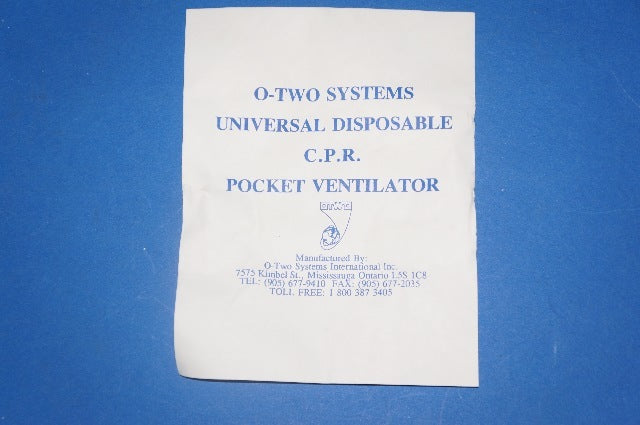 O-TWO SYSTEMS
UNIVERSAL DISPOSABLE
C.P.R.
POCKET VENTILATOR
Manufactured By:
O-Two Systems International Inc.
7575 Kimbel St., Mississauga Ontario L5S 1C8
TEL: (905) 677-9410 FAX: (905) 677-2035
TOLL FREE: 1 800 387 3405